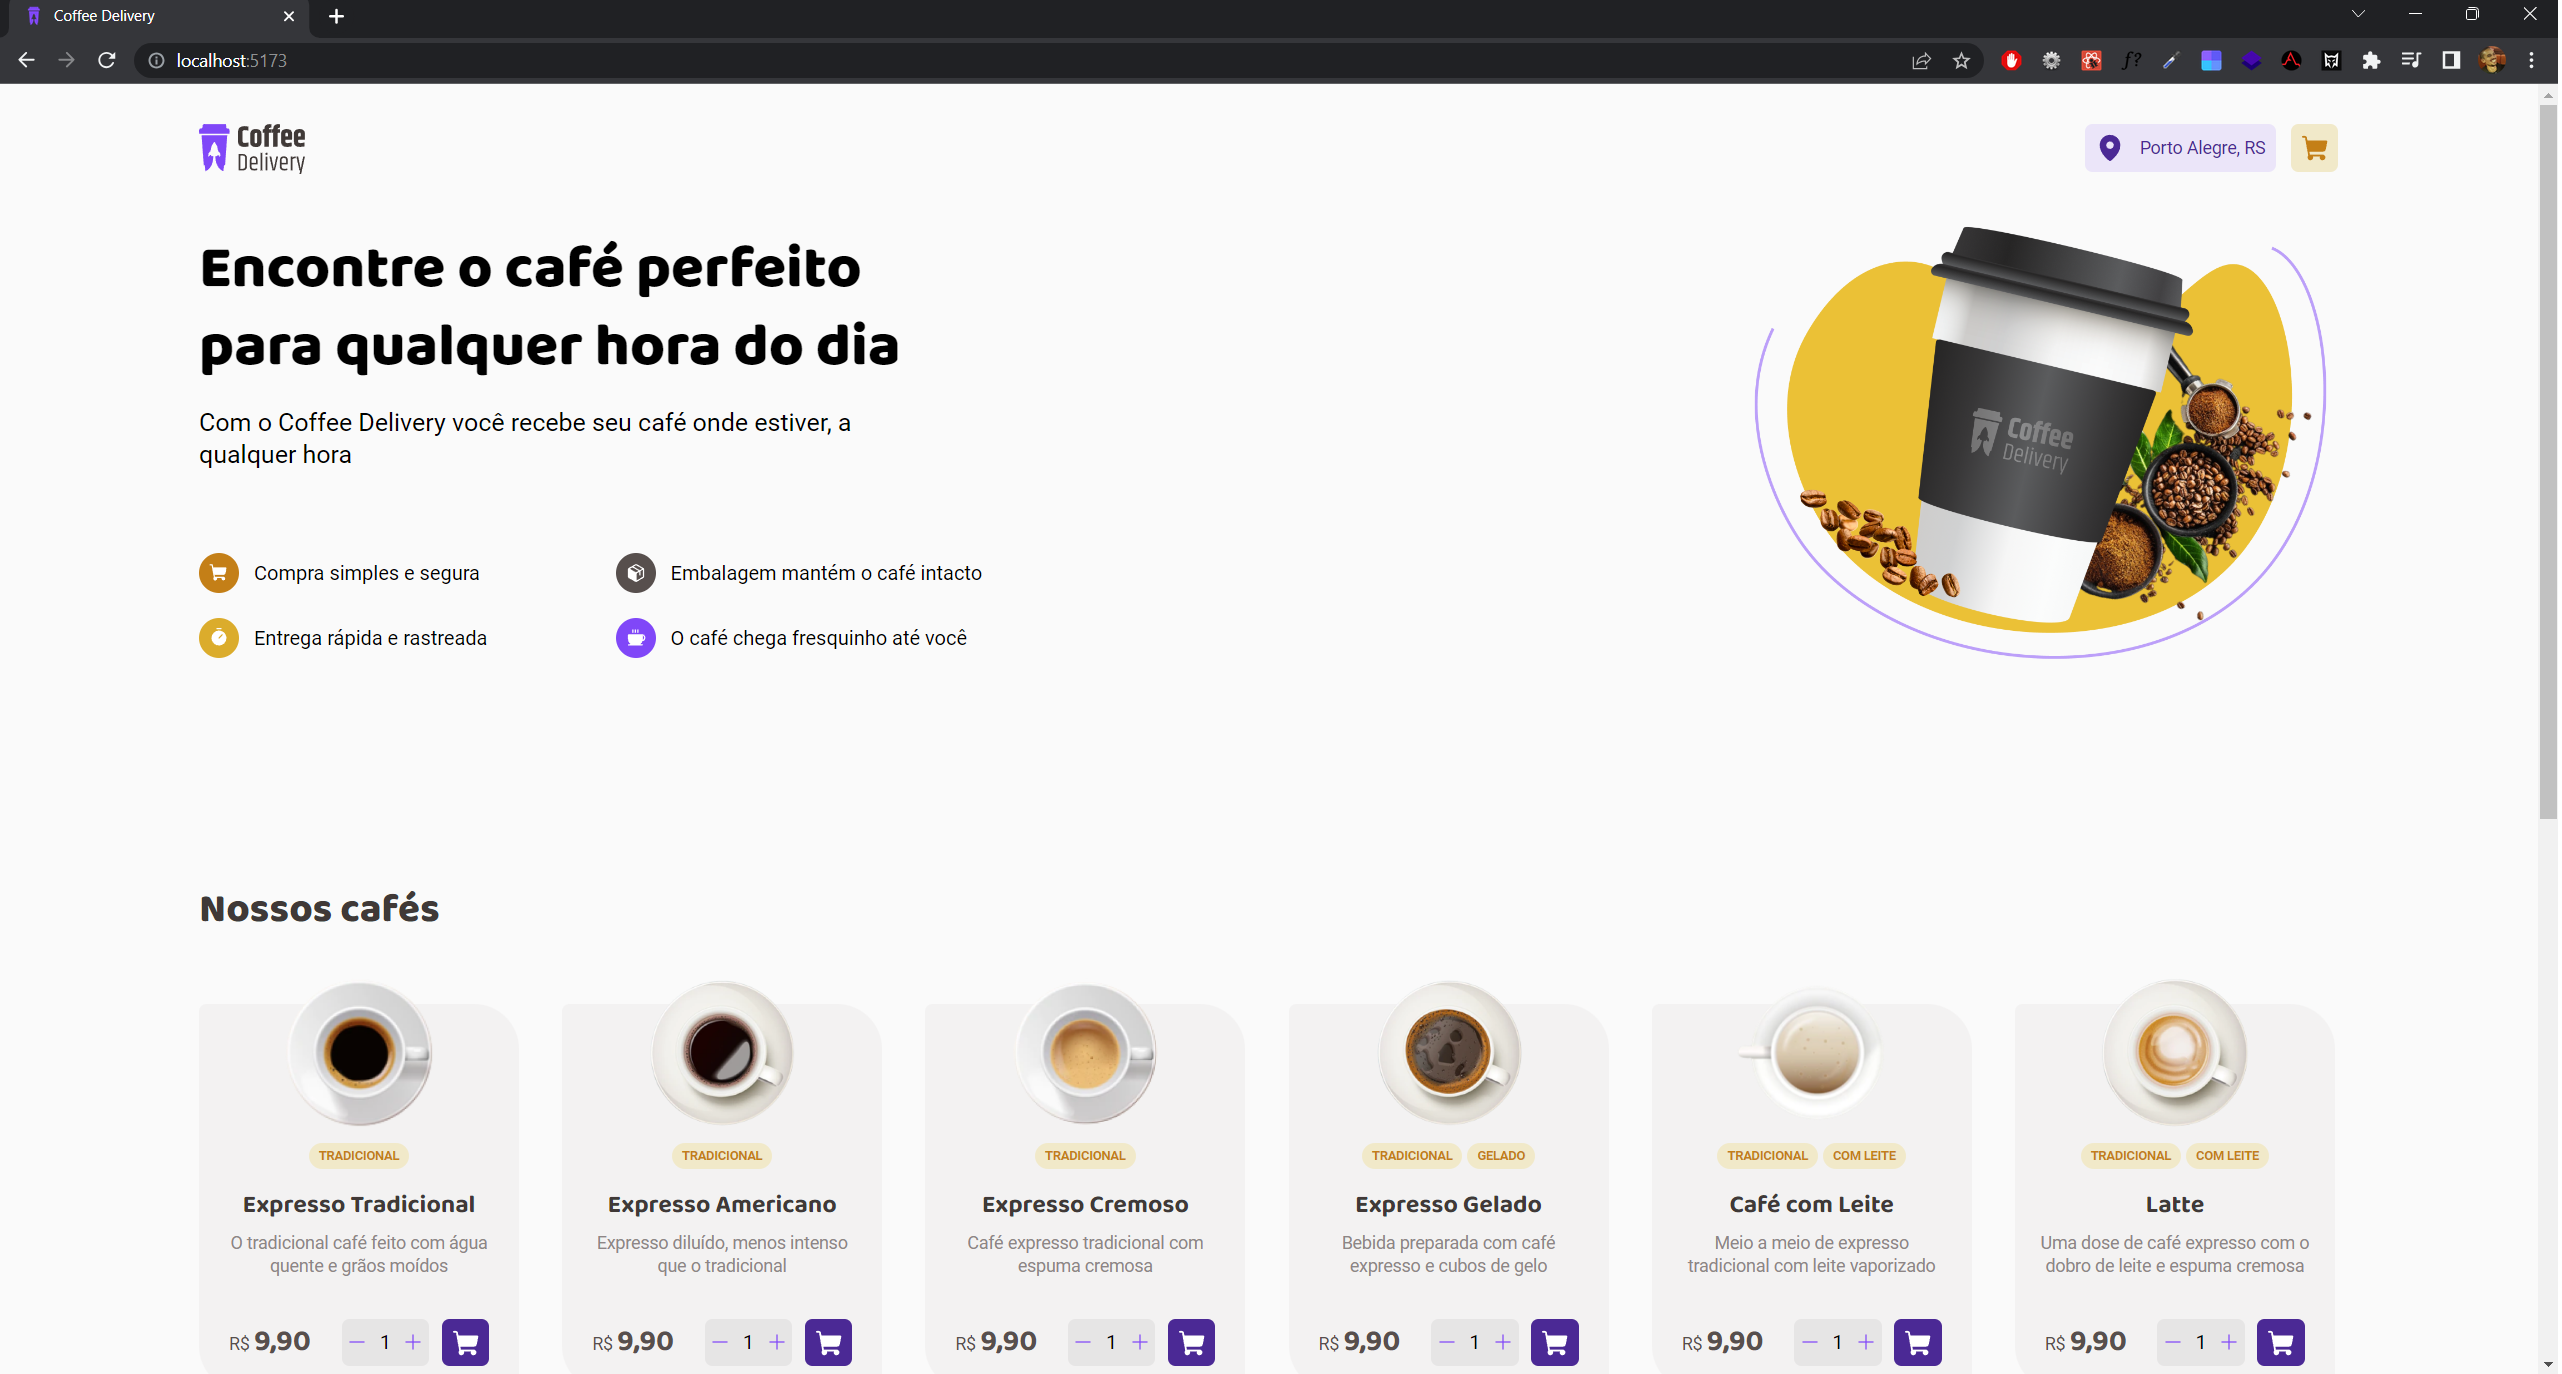 Coffee Delivery
localhost:5173
f?
Coffee
Delivery
Porto Alegre, RS
Encontre o café perfeito
para qualquer hora do dia
Com o Coffee Delivery você recebe seu café onde estiver, a
qualquer hora
Coffee
Delivery
Compra simples e segura
Embalagem mantém o café intacto
Entrega rápida e rastreada
O café chega fresquinho até você
Nossos cafés
TRADICIONAL
Expresso Tradicional
O tradicional café feito com água
quente e grãos moídos
R$ 9,90
1
TRADICIONAL
Expresso Americano
Expresso diluído, menos intenso
que o tradicional
R$ 9,90
1
TRADICIONAL
Expresso Cremoso
Café expresso tradicional com
espuma cremosa
R$ 9,90
1
TRADICIONAL GELADO
Expresso Gelado
Bebida preparada com café
expresso e cubos de gelo
R$ 9,90
1
TRADICIONAL COM LEITE
Café com Leite
Meio a meio de expresso
tradicional com leite vaporizado
R$ 9,90
1
TRADICIONAL COM LEITE
Latte
Uma dose de café expresso com o
dobro de leite e espuma cremosa
R$ 9,90
1